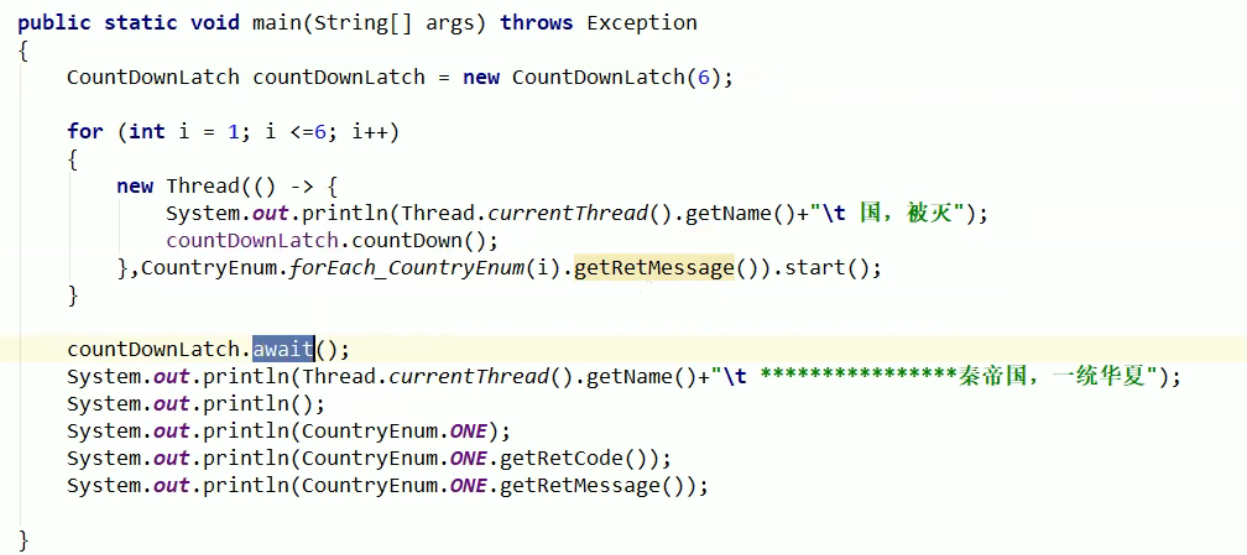 public static void main(String[] args) throws Exception
{
CountDownLatch countDownLatch = new CountDownLatch(6);
for (int i = 1; i <=6; i++)
{
new Thread(() -> {
System.out.println(Thread.currentThread().getName()+"\t 国，被灭");
countDownLatch.countDown();
},CountryEnum.forEach_CountryEnum(i).getRetMessage()).start();
}
countDownLatch.await();
System.out.println(Thread.currentThread().getName()+"\t ****************秦帝国，一统华夏");
System.out.println();
System.out.println(CountryEnum.ONE);
System.out.println(CountryEnum.ONE.getRetCode());
System.out.println(CountryEnum.ONE.getRetMessage());
}